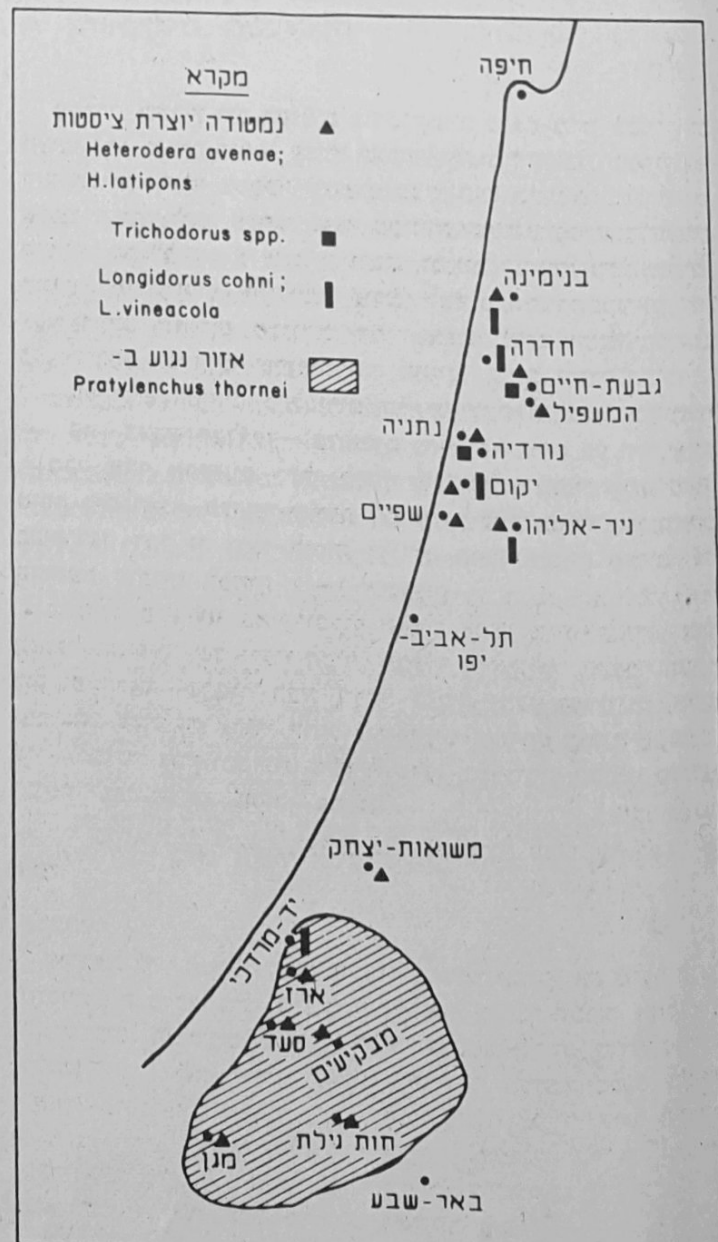 מקרא
נמטודה יוצרת ציסטות
Heterodera avenae;
H.latipons
Trichodorus spp.
Longidorus cohni;
L.vineacola
אזור נגוע ב-
Pratylenchus thornei
חיפה
בנימינה
חדרה
גבעת-חיים
המעפיל
נתניה
נורדיה
יקום
שפיים
ניר-אליהו
תל-אביב-
יפו
משואות-יצחק
יד-מרדכי
ארז
סעד
מבקיעים
חות גילת
מגן
באר-שבע